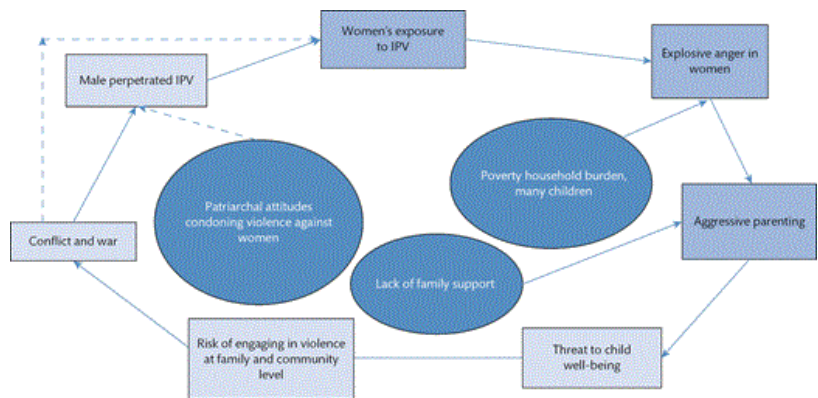 Women's exposure
to IPV
Explosive anger in
women
Male perpetrated IPV
Poverty household burden,
many children
Patriarchal attitudes
condoning violence against
women
Aggressive parenting
Conflict and war
Lack of family support
Risk of engaging in violence
at family and community
level
Threat to child
well-being